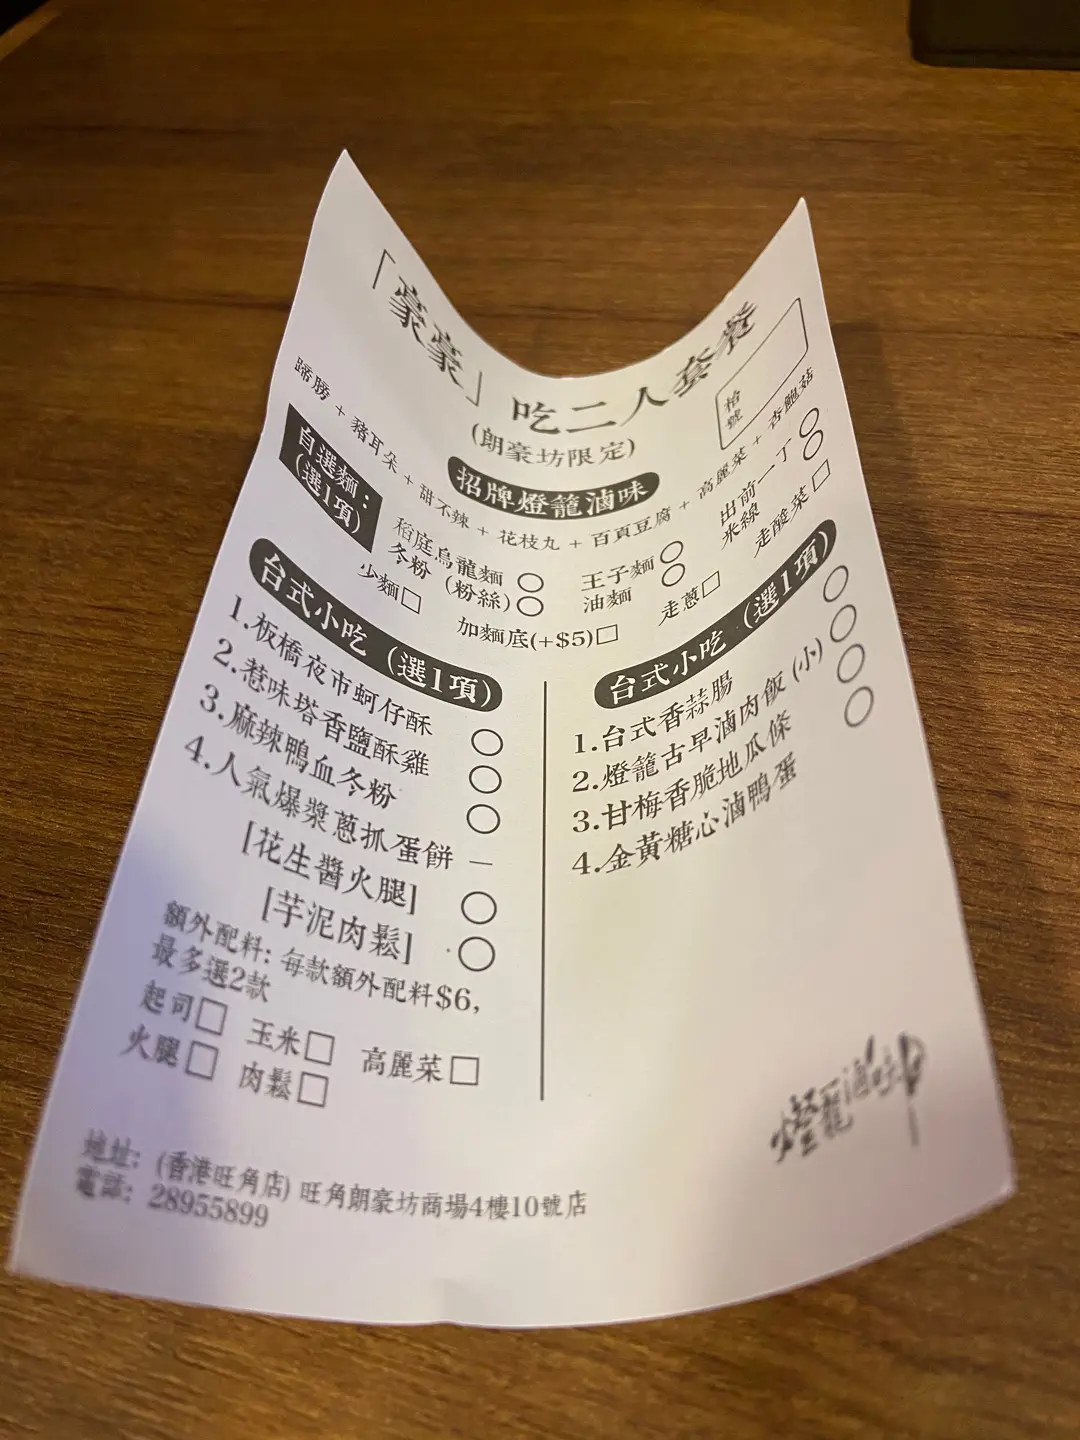 「豪豪」吃二人套餐
(朗豪坊限定)
枱號
招牌燈籠滷味
蹄膀 + 豬耳朵 + 甜不辣 + 花枝丸 + 百頁豆腐 + 高麗菜 + 杏鮑菇
自選麵：
(選1項)
稻庭烏龍麵 ○ 王子麵 ○ 出前一丁 ○
冬粉 (粉絲) ○ 油麵 ○ 米線 ○
少麵□ 加麵底(+$5)□ 走蔥□ 走酸菜□
台式小吃 (選1項)
1.板橋夜市蚵仔酥 ○
2.惹味塔香鹽酥雞 ○
3.麻辣鴨血冬粉 ○
4.人氣爆漿蔥抓蛋餅 —
[花生醬火腿] ○
[芋泥肉鬆] ○
額外配料: 每款額外配料$6,
最多選2款
起司□ 玉米□ 高麗菜□
火腿□ 肉鬆□
台式小吃 (選1項)
1.台式香蒜腸 ○
2.燈籠古早滷肉飯 (小) ○
3.甘梅香脆地瓜條 ○
4.金黃糖心滷鴨蛋 ○
燈籠滷味
地址: (香港旺角店) 旺角朗豪坊商場4樓10號店
電話: 28955899